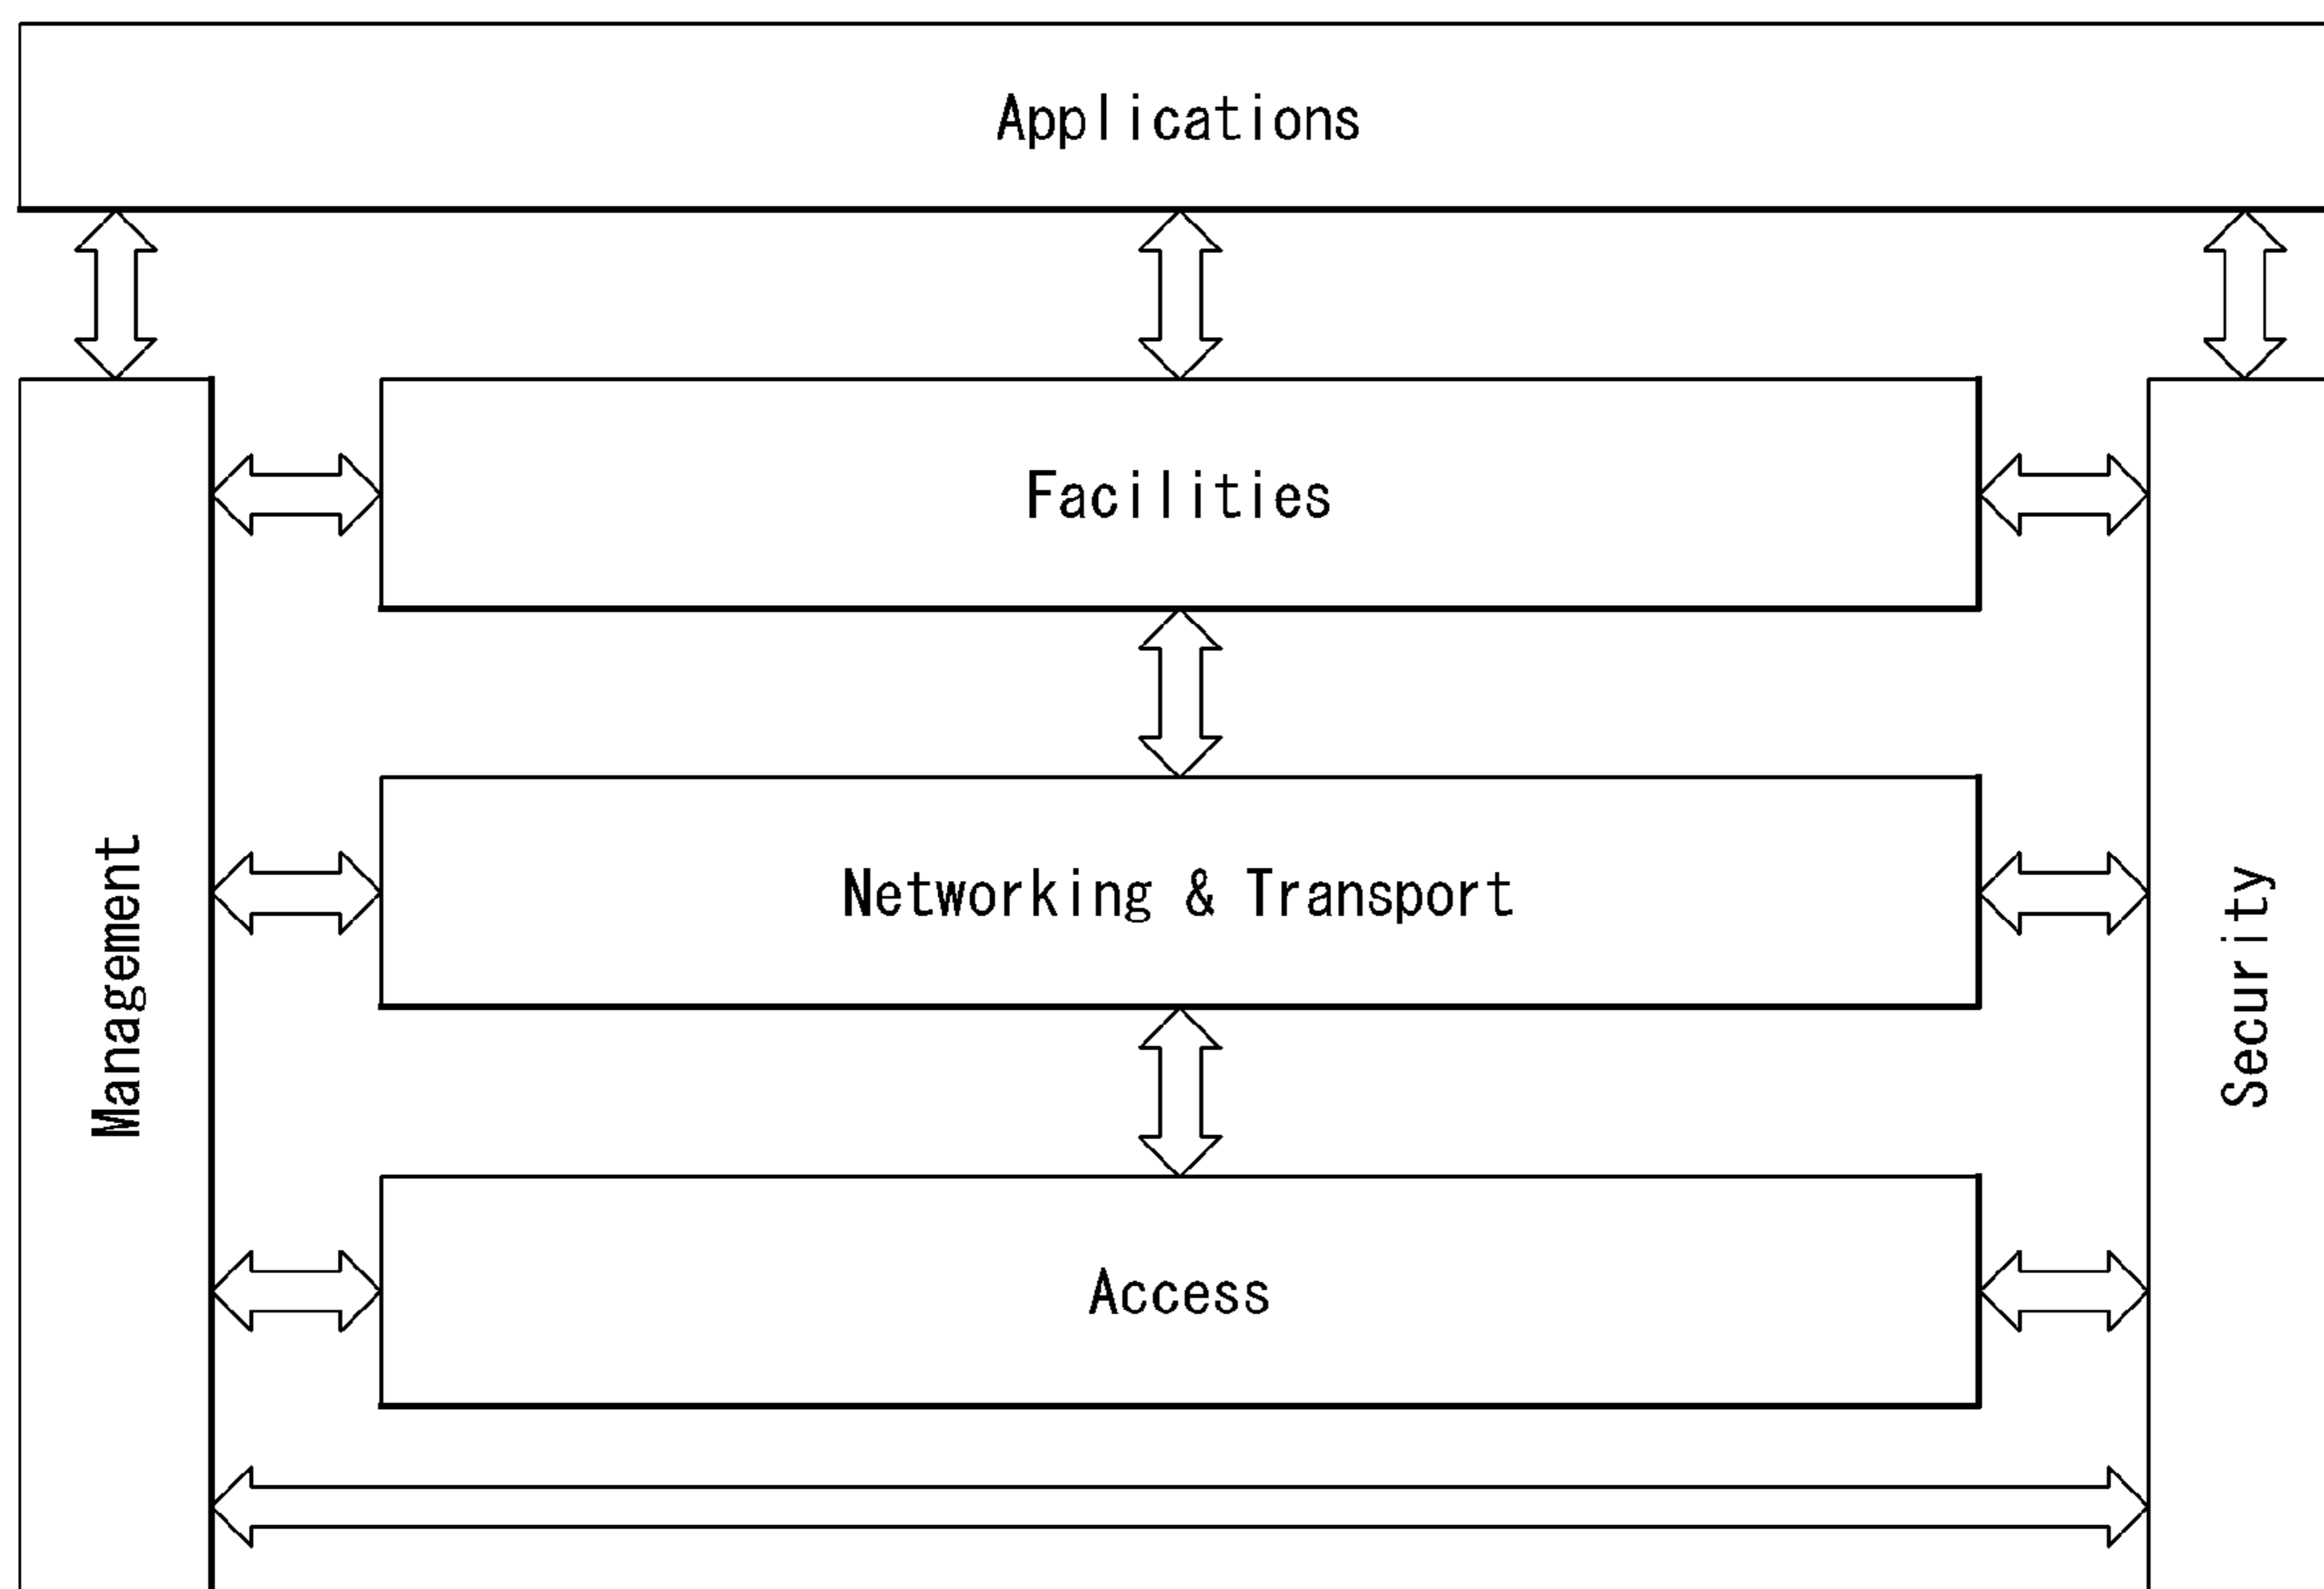 Applications
Facilities
Networking & Transport
Management
Security
Access